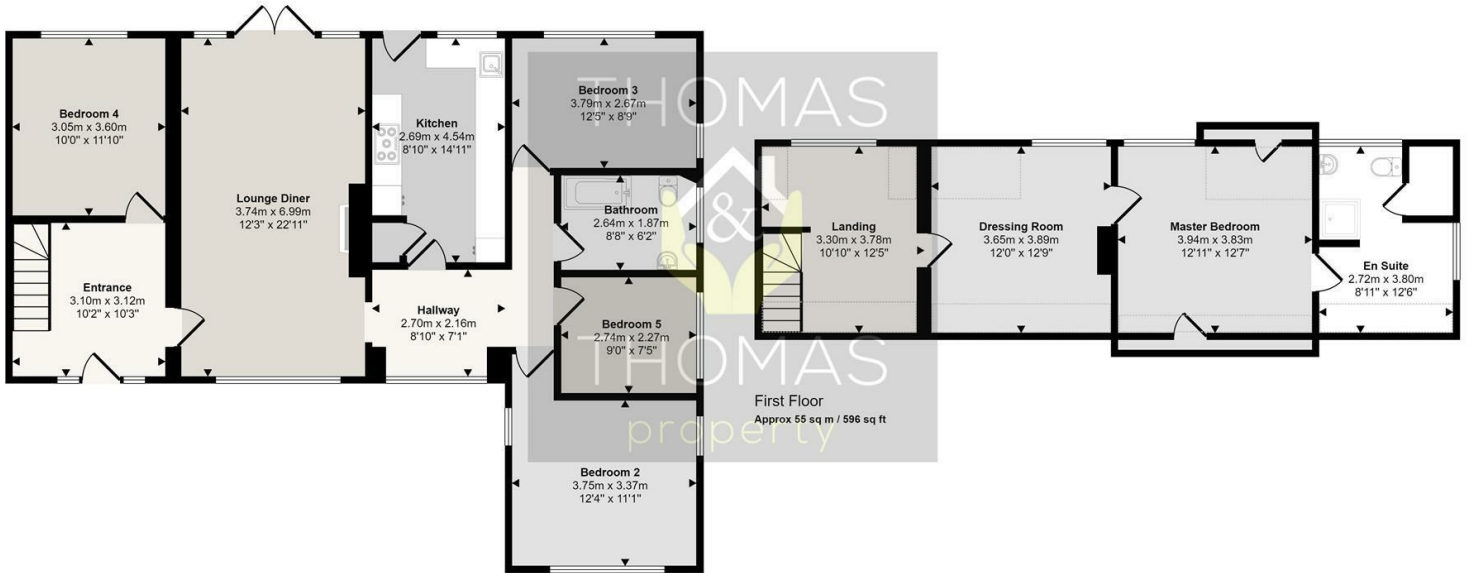 Bedroom 4
3.05m x 3.60m
10'0" x 11'10"
Lounge Diner
3.74m x 6.99m
12'3" x 22'11"
Kitchen
2.69m x 4.54m
8'10" x 14'11"
Bedroom 3
3.79m x 2.67m
12'5" x 8'9"
Entrance
3.10m x 3.12m
10'2" x 10'3"
Hallway
2.70m x 2.16m
8'10" x 7'1"
Bathroom
2.64m x 1.87m
8'8" x 6'2"
Bedroom 5
2.74m x 2.27m
9'0" x 7'5"
Bedroom 2
3.75m x 3.37m
12'4" x 11'1"
THOMAS
&
THOMAS
property
Landing
3.30m x 3.78m
10'10" x 12'5"
Dressing Room
3.65m x 3.89m
12'0" x 12'9"
Master Bedroom
3.94m x 3.83m
12'11" x 12'7"
En Suite
2.72m x 3.80m
8'11" x 12'6"
First Floor
Approx 55 sq m / 596 sq ft